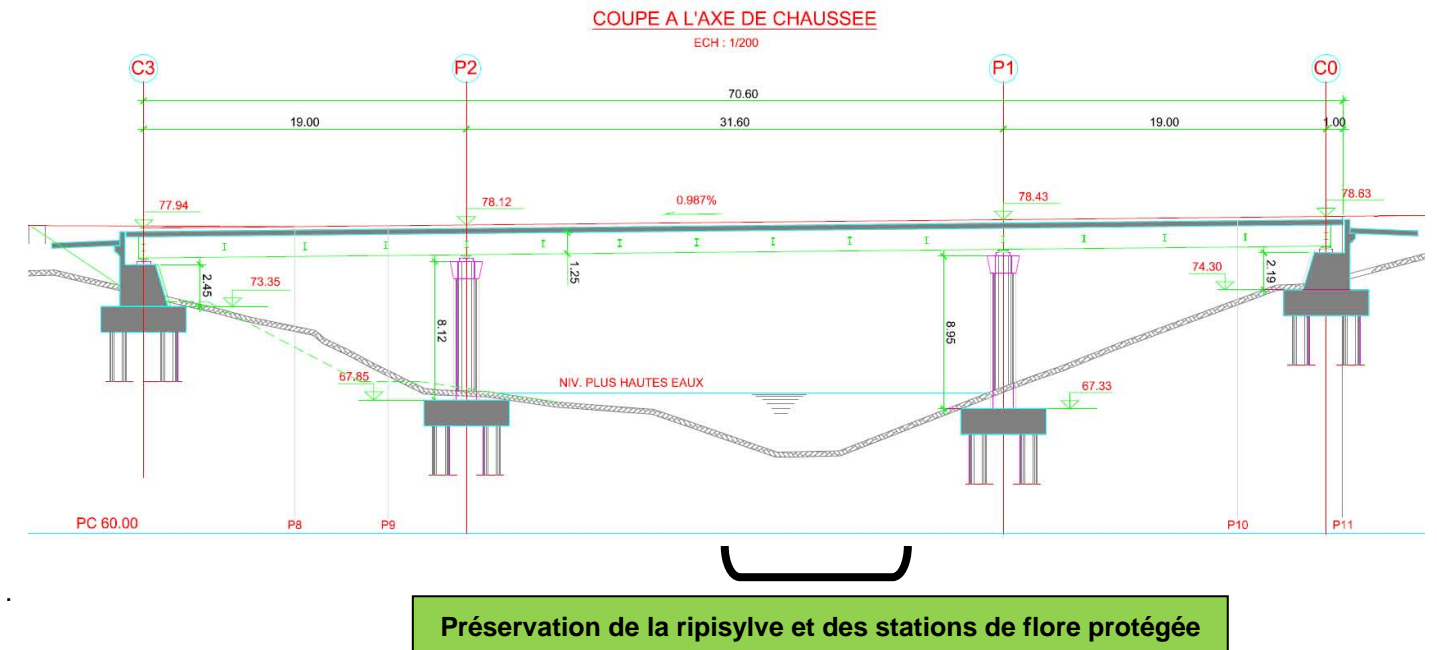 COUPE A L'AXE DE CHAUSSEE
ECH : 1/200
C3 P2 P1 C0
70.60
19.00 31.60 19.00 1.00
77.94 78.12 0.987% 78.43 78.63
2.45 73.35 1.25 74.30 2.19
8.12 8.95
67.85 NIV. PLUS HAUTES EAUX 67.33
PC 60.00 P8 P9 P10 P11
.
Préservation de la ripisylve et des stations de flore protégée